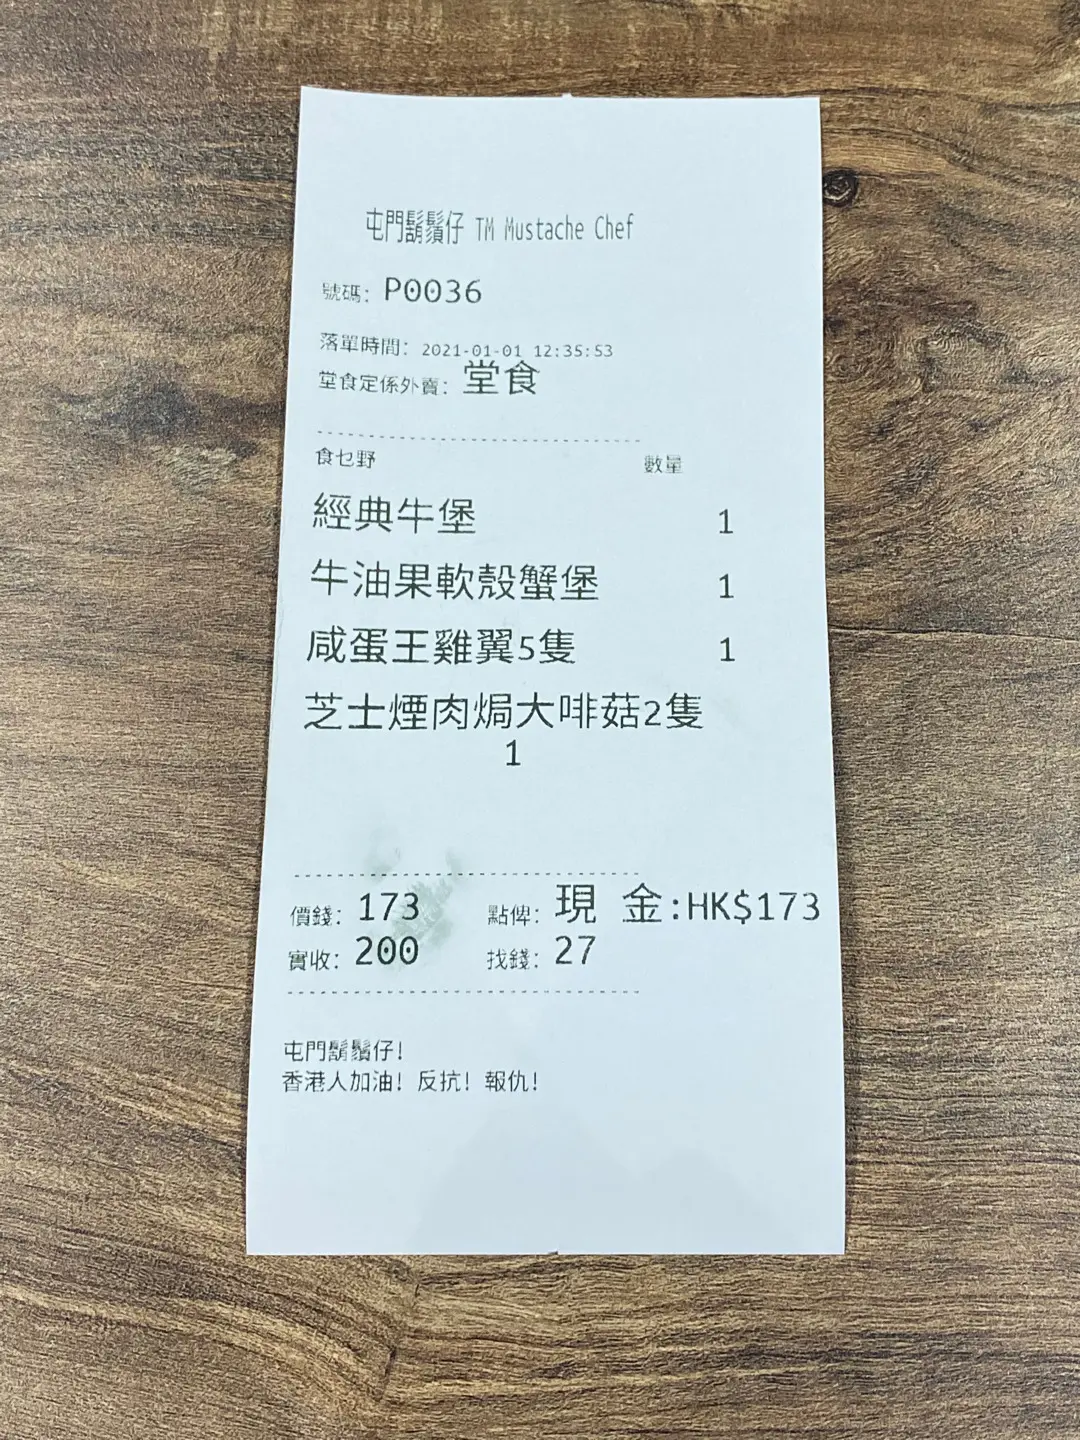 屯門鬍鬚仔 TM Mustache Chef
號碼: P0036
落單時間: 2021-01-01 12:35:53
堂食定係外賣: 堂食
食乜野 數量
經典牛堡 1
牛油果軟殼蟹堡 1
咸蛋王雞翼5隻 1
芝士煙肉焗大啡菇2隻
1
價錢: 173 點俾: 現 金:HK$173
實收: 200 找錢: 27
屯門鬍鬚仔!
香港人加油! 反抗! 報仇!